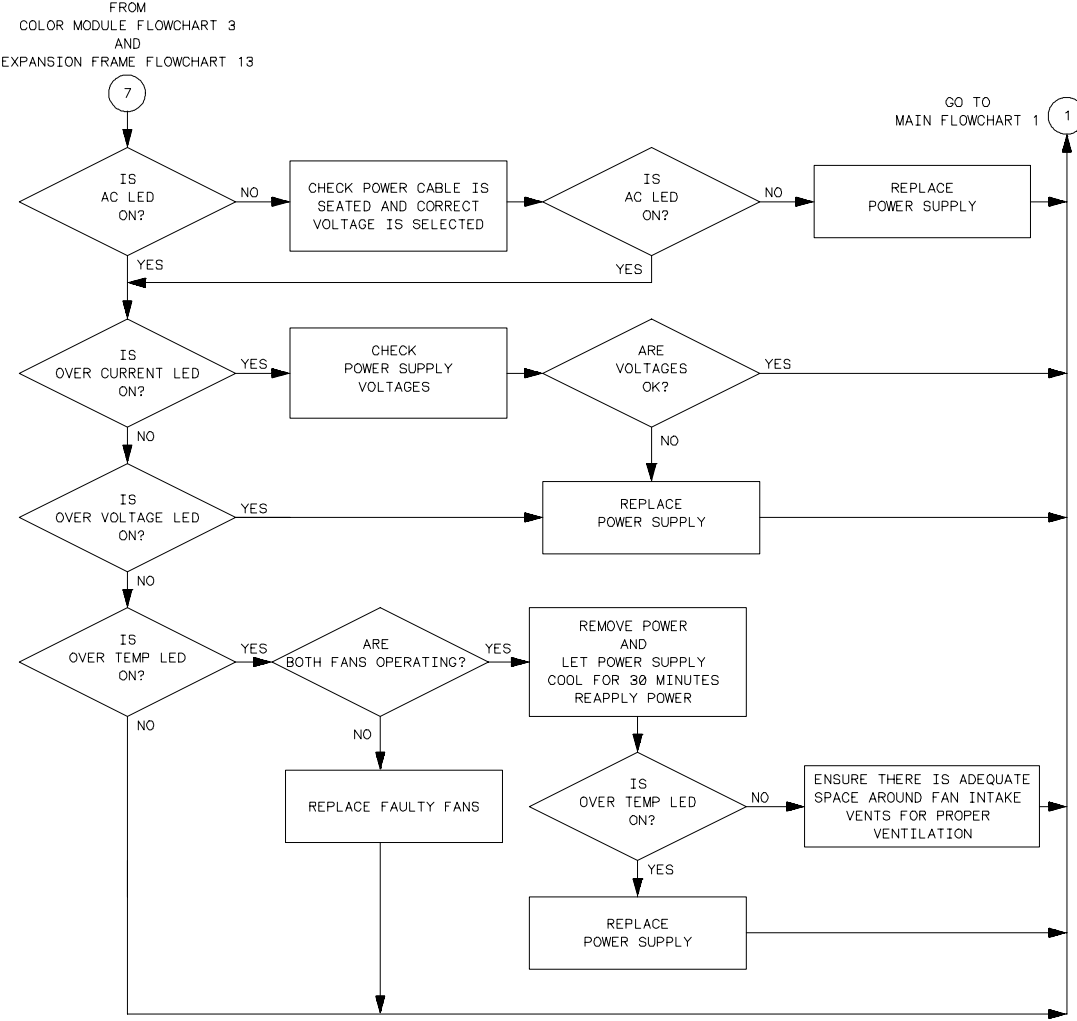 FROM
COLOR MODULE FLOWCHART 3
AND
EXPANSION FRAME FLOWCHART 13
7
GO TO
MAIN FLOWCHART 1
1
IS
AC LED
ON?
NO
CHECK POWER CABLE IS
SEATED AND CORRECT
VOLTAGE IS SELECTED
IS
AC LED
ON?
NO
REPLACE
POWER SUPPLY
YES
YES
IS
OVER CURRENT LED
ON?
YES
CHECK
POWER SUPPLY
VOLTAGES
ARE
VOLTAGES
OK?
YES
NO
NO
IS
OVER VOLTAGE LED
ON?
YES
REPLACE
POWER SUPPLY
NO
IS
OVER TEMP LED
ON?
YES
ARE
BOTH FANS OPERATING?
YES
REMOVE POWER
AND
LET POWER SUPPLY
COOL FOR 30 MINUTES
REAPPLY POWER
NO
NO
REPLACE FAULTY FANS
IS
OVER TEMP LED
ON?
NO
ENSURE THERE IS ADEQUATE
SPACE AROUND FAN INTAKE
VENTS FOR PROPER
VENTILATION
YES
REPLACE
POWER SUPPLY